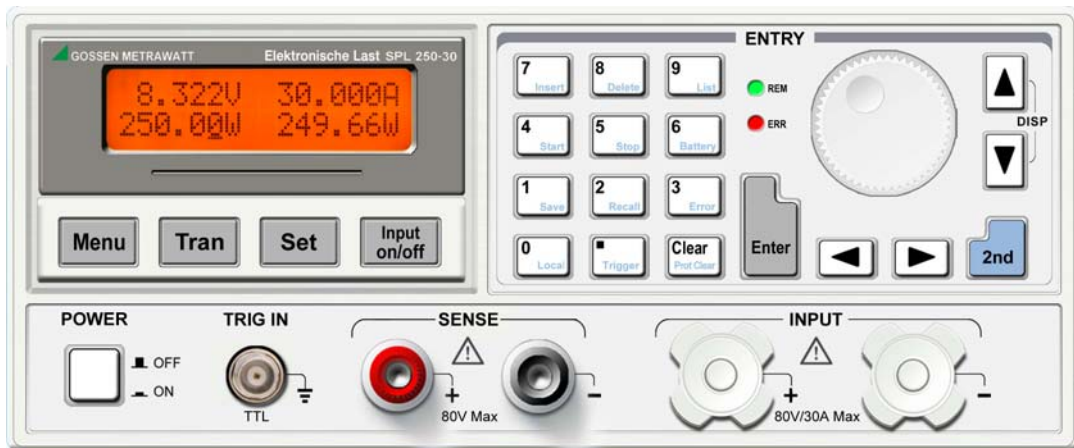 GOSSEN METRAWATT Elektronische Last SPL 250-30
8.322V 30.000A
250.00W 249.66W
Menu Tran Set Input on/off
ENTRY
7 Insert 8 Delete 9 List
4 Start 5 Stop 6 Battery
1 Save 2 Recall 3 Error
0 Local ■ Trigger Clear Prot Clear
REM
ERR
Enter
DISP
2nd
POWER
OFF
ON
TRIG IN
TTL
SENSE
+ -
80V Max
INPUT
+ -
80V/30A Max